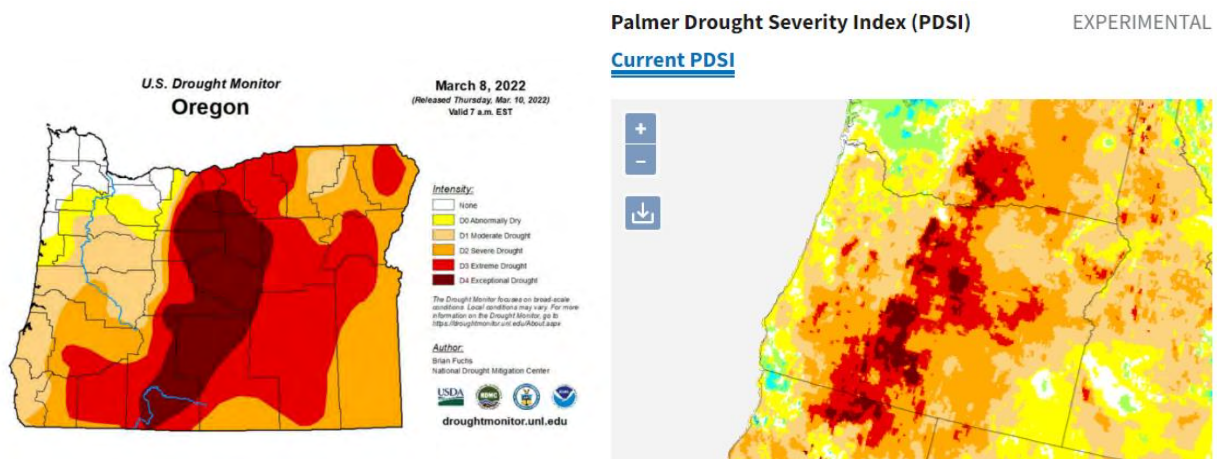 U.S. Drought Monitor
Oregon
March 8, 2022
(Released Thursday, Mar. 10, 2022)
Valid 7 a.m. EST
Intensity:
None
D0 Abnormally Dry
D1 Moderate Drought
D2 Severe Drought
D3 Extreme Drought
D4 Exceptional Drought
The Drought Monitor focuses on broad-scale
conditions. Local conditions may vary. For more
information on the Drought Monitor, go to
https://droughtmonitor.unl.edu/About.aspx
Author:
Brian Fuchs
National Drought Mitigation Center
USDA
NDMC
droughtmonitor.unl.edu
Palmer Drought Severity Index (PDSI)
EXPERIMENTAL
Current PDSI
+
−